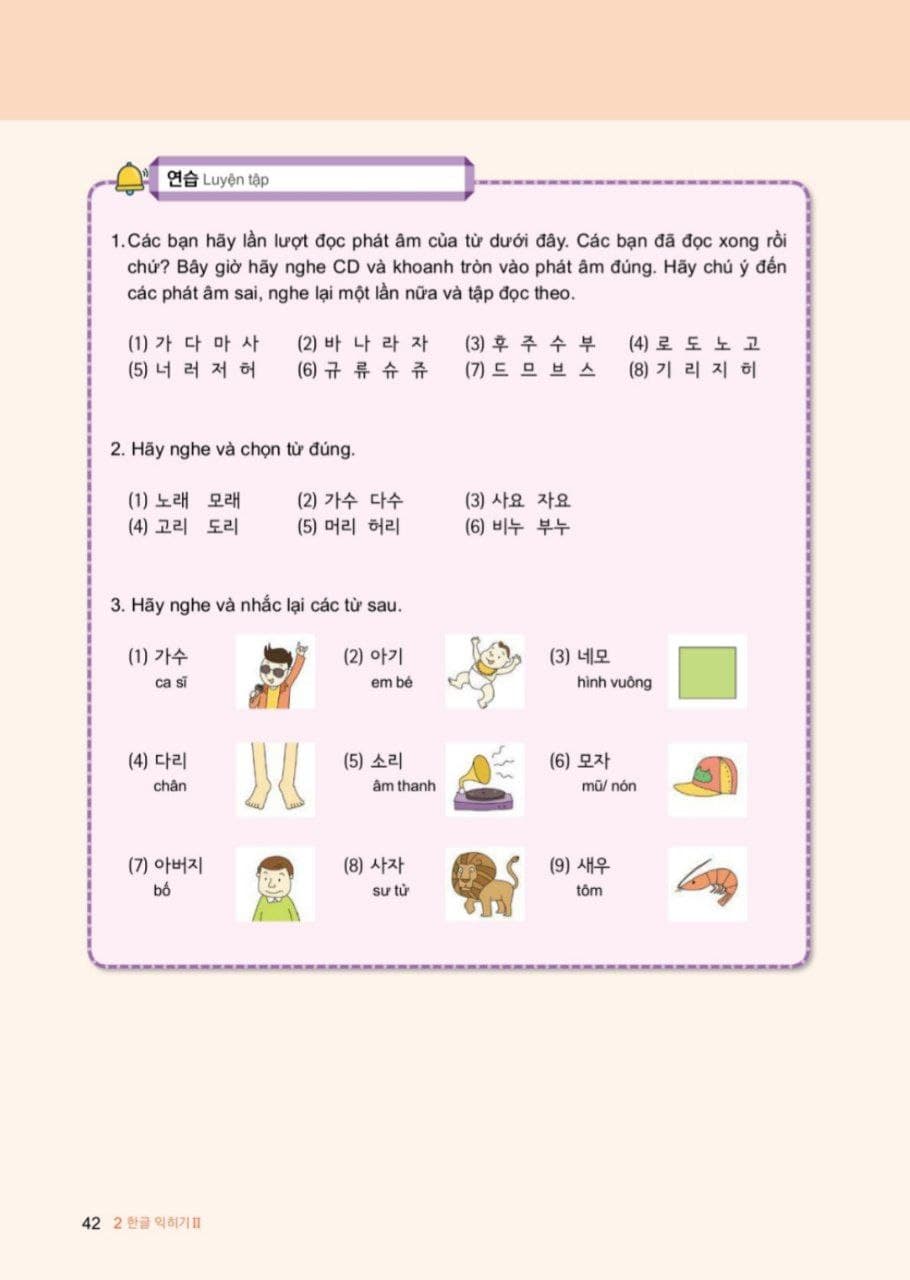 연습 Luyện tập
1.Các bạn hãy lần lượt đọc phát âm của từ dưới đây. Các bạn đã đọc xong rồi
chứ? Bây giờ hãy nghe CD và khoanh tròn vào phát âm đúng. Hãy chú ý đến
các phát âm sai, nghe lại một lần nữa và tập đọc theo.
(1) 가 다 마 사 (2) 바 나 라 자 (3) 후 주 수 부 (4) 로 도 노 고
(5) 너 러 저 허 (6) 규 류 슈 쥬 (7) 드 므 브 스 (8) 기 리 지 히
2. Hãy nghe và chọn từ đúng.
(1) 노래 모래 (2) 가수 다수 (3) 사요 자요
(4) 고리 도리 (5) 머리 허리 (6) 비누 부누
3. Hãy nghe và nhắc lại các từ sau.
(1) 가수 (2) 아기 (3) 네모
ca sĩ em bé hình vuông
(4) 다리 (5) 소리 (6) 모자
chân âm thanh mũ/ nón
(7) 아버지 (8) 사자 (9) 새우
bố sư tử tôm
42 2 한글 익히기II